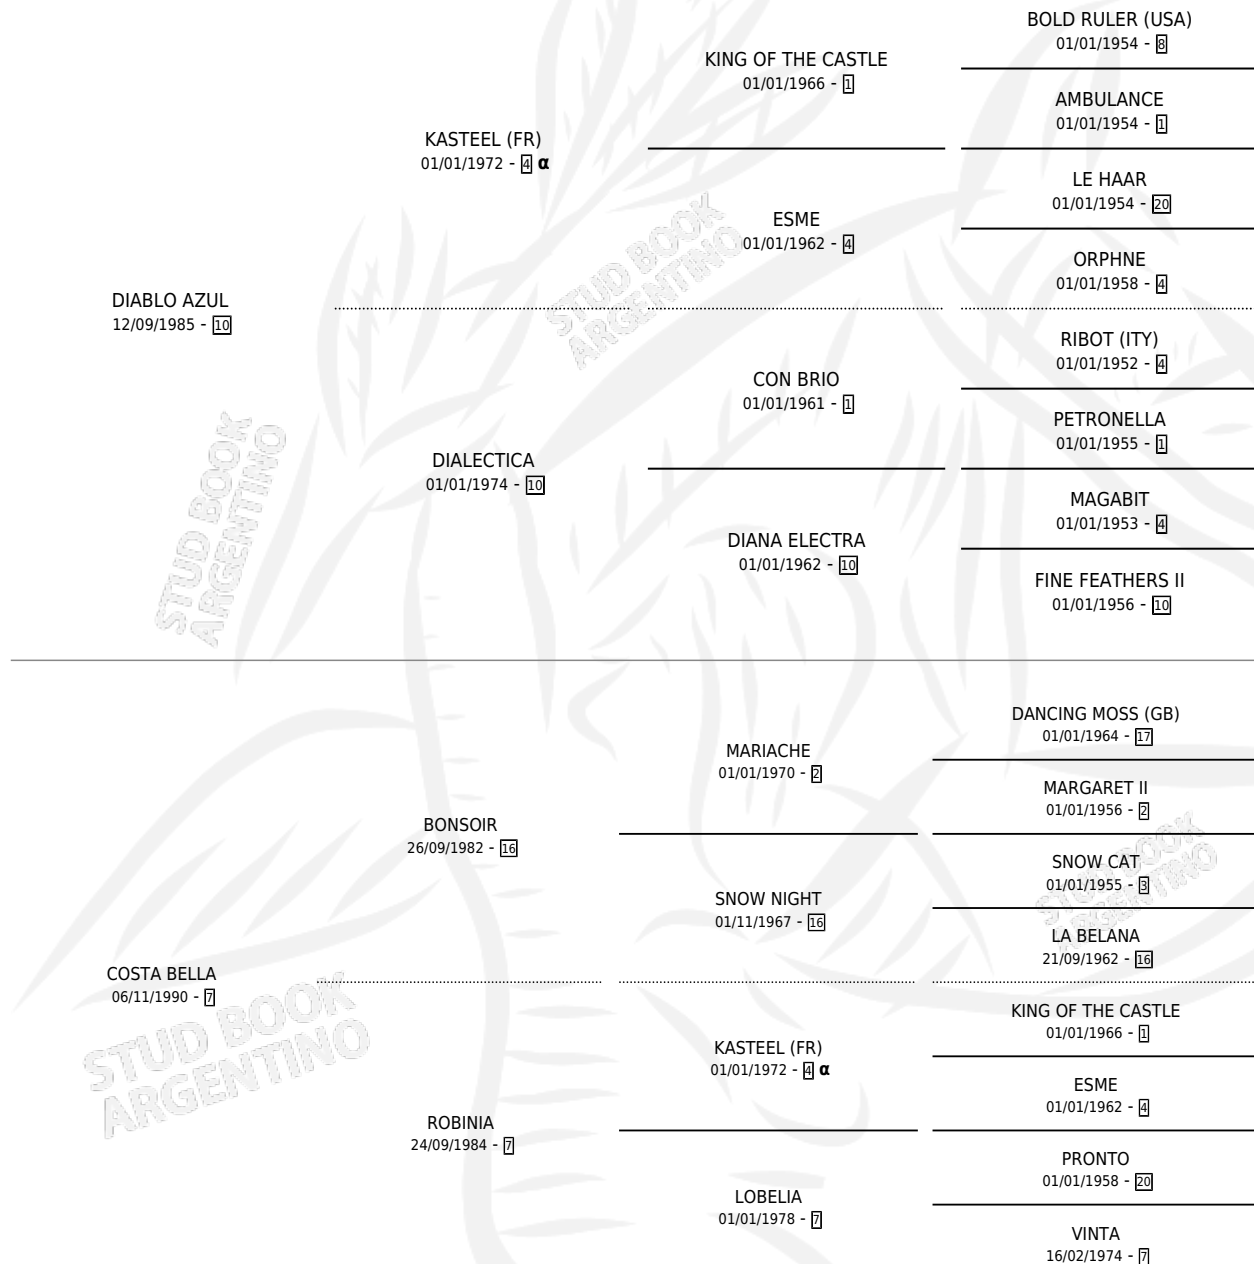 BOLD RULER (USA)
01/01/1954 - 8
KING OF THE CASTLE
01/01/1966 - 1
AMBULANCE
01/01/1954 - 1
KASTEEL (FR)
01/01/1972 - 4 α
LE HAAR
01/01/1954 - 20
ESME
01/01/1962 - 4
ORPHNE
01/01/1958 - 4
DIABLO AZUL
12/09/1985 - 10
RIBOT (ITY)
01/01/1952 - 4
CON BRIO
01/01/1961 - 1
PETRONELLA
01/01/1955 - 1
DIALECTICA
01/01/1974 - 10
MAGABIT
01/01/1953 - 4
DIANA ELECTRA
01/01/1962 - 10
FINE FEATHERS II
01/01/1956 - 10
DANCING MOSS (GB)
01/01/1964 - 17
MARIACHE
01/01/1970 - 2
MARGARET II
01/01/1956 - 2
BONSOIR
26/09/1982 - 16
SNOW CAT
01/01/1955 - 3
SNOW NIGHT
01/11/1967 - 16
LA BELANA
21/09/1962 - 16
COSTA BELLA
06/11/1990 - 7
KING OF THE CASTLE
01/01/1966 - 1
KASTEEL (FR)
01/01/1972 - 4 α
ESME
01/01/1962 - 4
ROBINIA
24/09/1984 - 7
PRONTO
01/01/1958 - 20
LOBELIA
01/01/1978 - 7
VINTA
16/02/1974 - 7
STUD BOOK
ARGENTINO
STUD BOOK
ARGENTINO
STUD BOOK
ARGENTINO
STUD BOOK
ARGENTINO